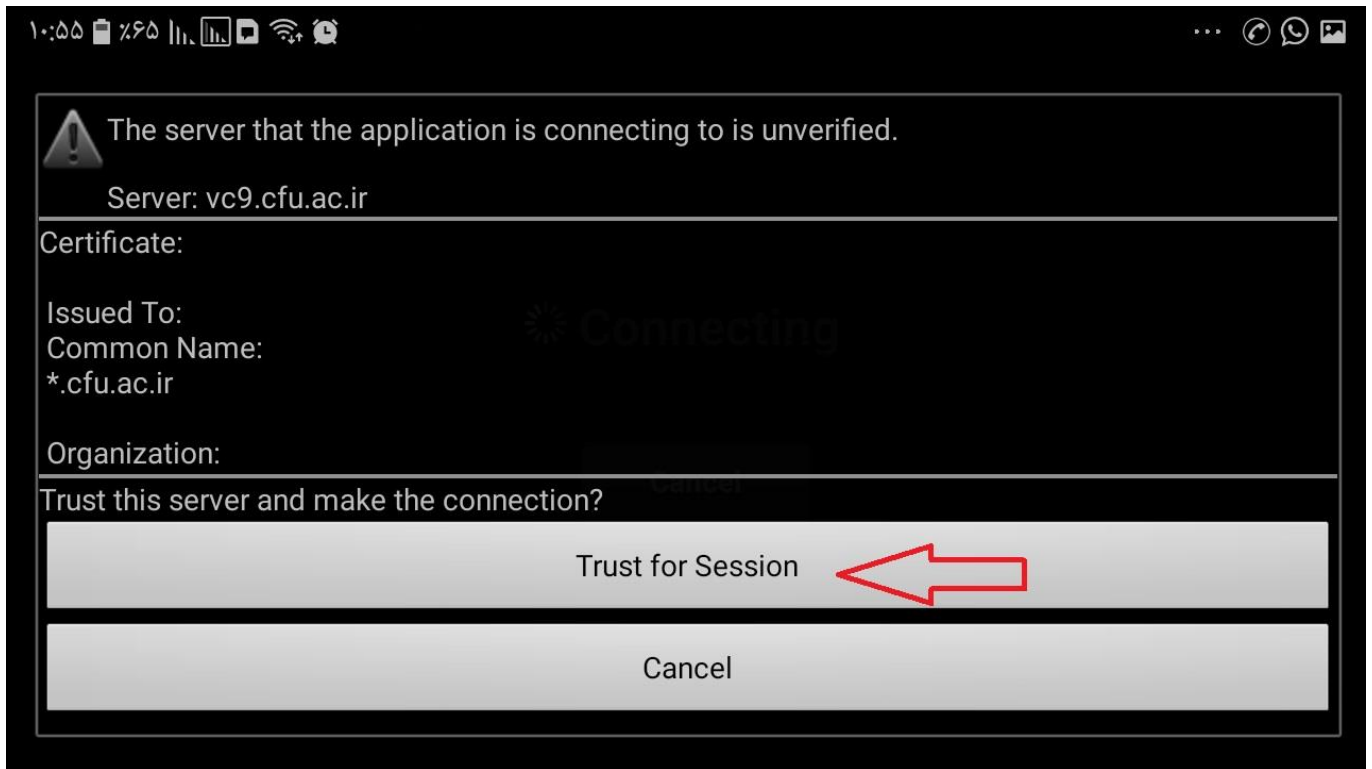 ۱۰:۵۵ ٪۶۵
The server that the application is connecting to is unverified.
Server: vc9.cfu.ac.ir
Certificate:
Issued To:
Connecting
Common Name:
*.cfu.ac.ir
Organization:
Cancel
Trust this server and make the connection?
Trust for Session
Cancel